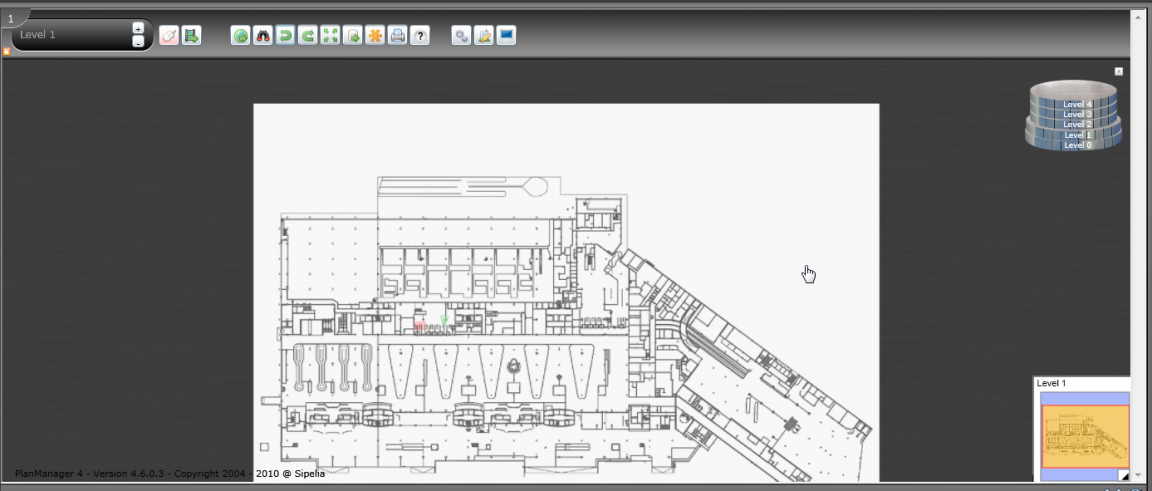 1
Level 1
+
-
?
Level 4
Level 3
Level 2
Level 1
Level 0
Level 1
PlanManager 4 - Version 4.6.0.3 - Copyright 2004 - 2010 @ Sipelia